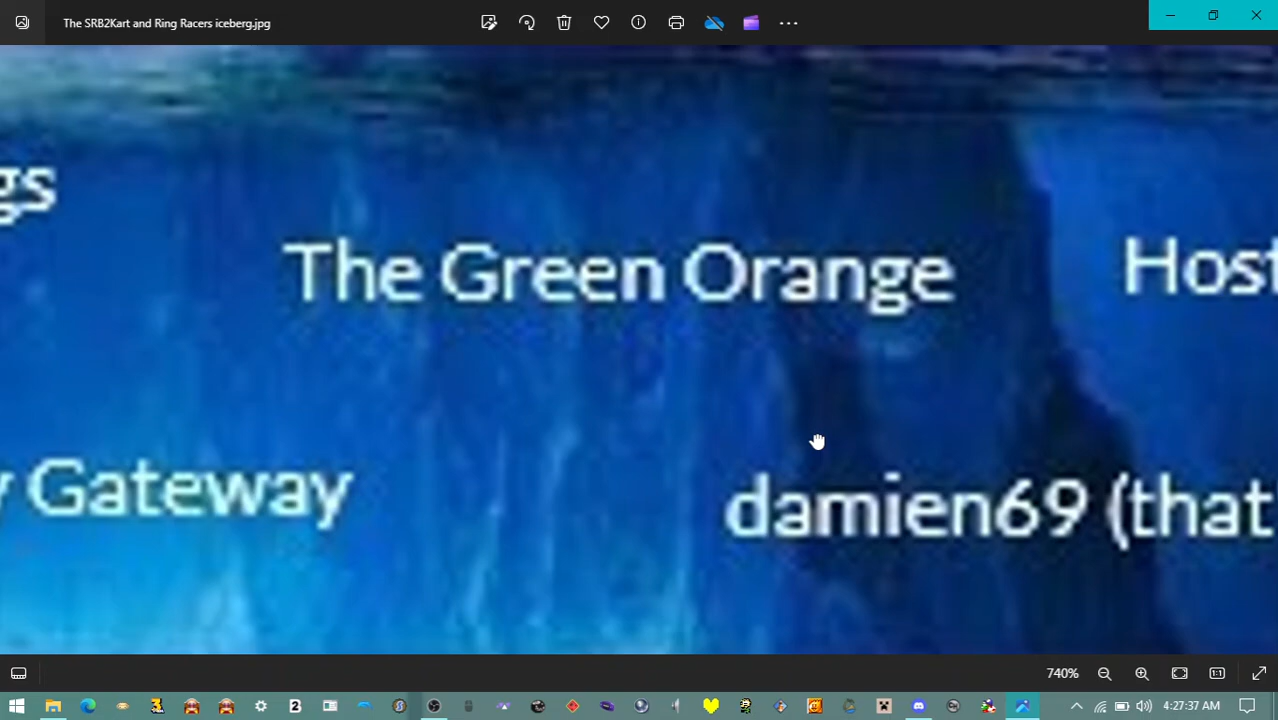 The SRB2Kart and Ring Racers iceberg.jpg
gs
The Green Orange
Host
y Gateway
damien69 (that
740%
4:27:37 AM